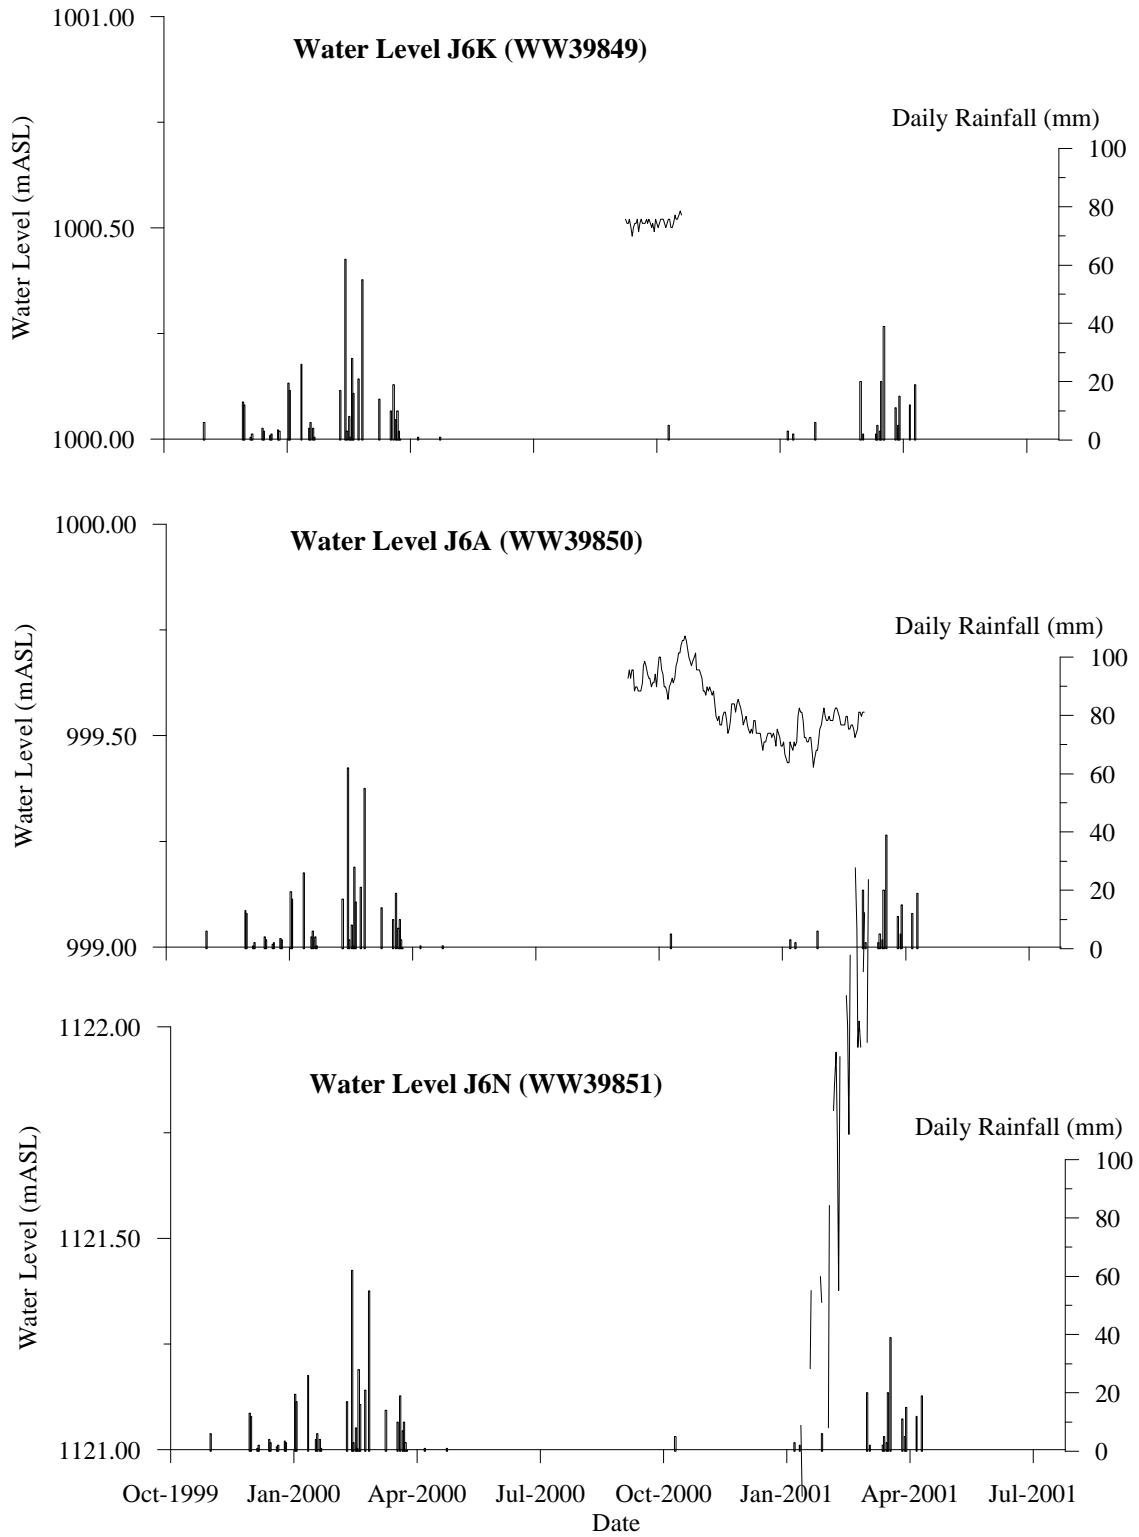 1001.00
Water Level J6K (WW39849)
Daily Rainfall (mm)
100
80
1000.50
60
40
20
1000.00
0
Water Level (mASL)
1000.00
Water Level J6A (WW39850)
Daily Rainfall (mm)
100
80
999.50
60
40
20
999.00
0
Water Level (mASL)
1122.00
Water Level J6N (WW39851)
Daily Rainfall (mm)
100
80
1121.50
60
40
20
1121.00
0
Water Level (mASL)
Oct-1999 Jan-2000 Apr-2000 Jul-2000 Oct-2000 Jan-2001 Apr-2001 Jul-2001
Date